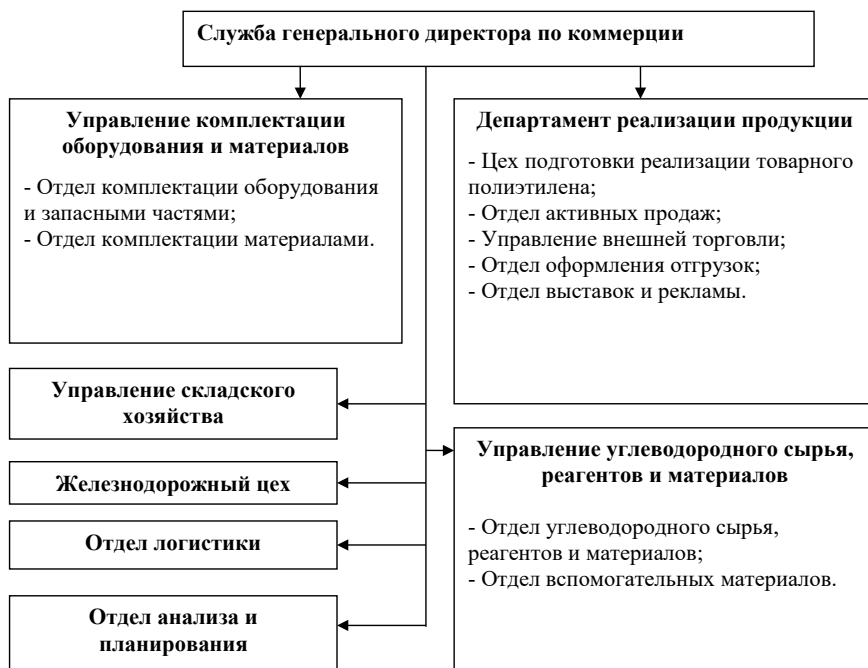 Служба генерального директора по коммерции
Управление комплектации
оборудования и материалов
- Отдел комплектации оборудования
и запасными частями;
- Отдел комплектации материалами.
Департамент реализации продукции
- Цех подготовки реализации товарного
полиэтилена;
- Отдел активных продаж;
- Управление внешней торговли;
- Отдел оформления отгрузок;
- Отдел выставок и рекламы.
Управление складского
хозяйства
Железнодорожный цех
Отдел логистики
Отдел анализа и
планирования
Управление углеводородного сырья,
реагентов и материалов
- Отдел углеводородного сырья,
реагентов и материалов;
- Отдел вспомогательных материалов.